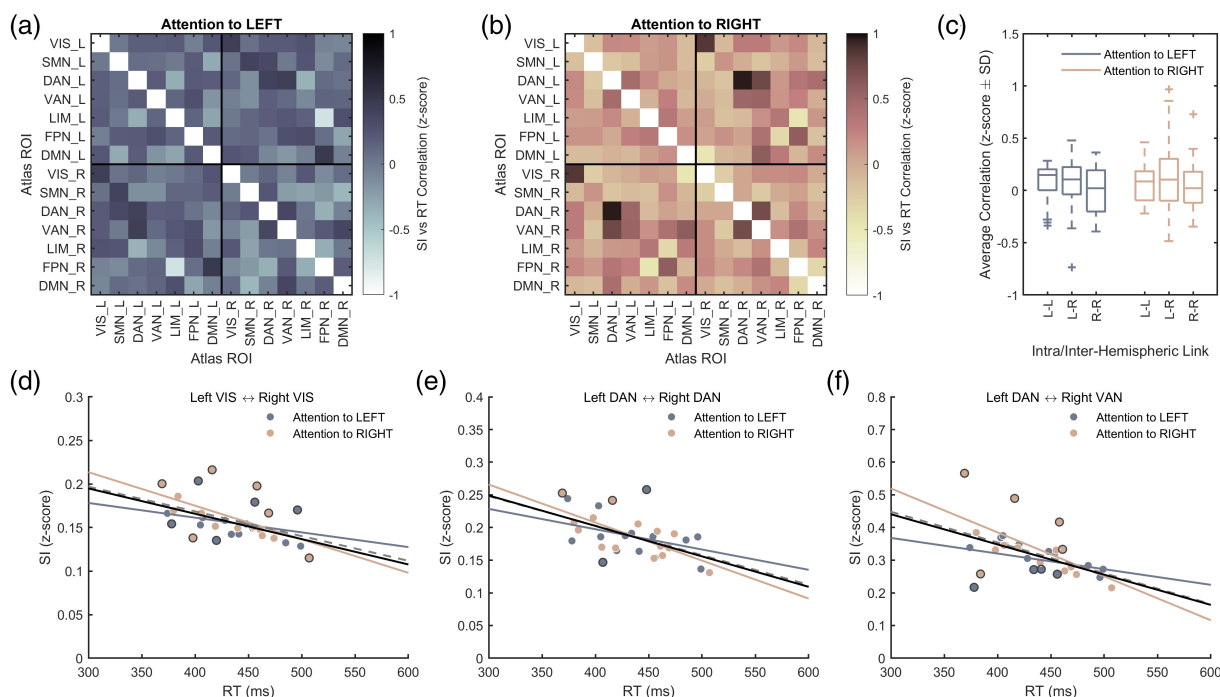 (a)
Attention to LEFT
VIS_L
SMN_L
DAN_L
VAN_L
LIM_L
FPN_L
DMN_L
VIS_R
SMN_R
DAN_R
VAN_R
LIM_R
FPN_R
DMN_R
Atlas ROI
VIS_L
SMN_L
DAN_L
VAN_L
LIM_L
FPN_L
DMN_L
VIS_R
SMN_R
DAN_R
VAN_R
LIM_R
FPN_R
DMN_R
Atlas ROI
1
0.5
0
-0.5
-1
SI vs RT Correlation (z-score)
(b)
Attention to RIGHT
VIS_L
SMN_L
DAN_L
VAN_L
LIM_L
FPN_L
DMN_L
VIS_R
SMN_R
DAN_R
VAN_R
LIM_R
FPN_R
DMN_R
Atlas ROI
VIS_L
SMN_L
DAN_L
VAN_L
LIM_L
FPN_L
DMN_L
VIS_R
SMN_R
DAN_R
VAN_R
LIM_R
FPN_R
DMN_R
Atlas ROI
1
0.5
0
-0.5
-1
SI vs RT Correlation (z-score)
(c)
Attention to LEFT
Attention to RIGHT
1.5
1
0.5
0
-0.5
-1
Average Correlation (z-score ± SD)
L-L
L-R
R-R
L-L
L-R
R-R
Intra/Inter-Hemispheric Link
(d)
Left VIS ↔ Right VIS
Attention to LEFT
Attention to RIGHT
0.3
0.25
0.2
0.15
0.1
0.05
0
SI (z-score)
300
350
400
450
500
550
600
RT (ms)
(e)
Left DAN ↔ Right DAN
Attention to LEFT
Attention to RIGHT
0.4
0.35
0.3
0.25
0.2
0.15
0.1
0.05
0
SI (z-score)
300
350
400
450
500
550
600
RT (ms)
(f)
Left DAN ↔ Right VAN
Attention to LEFT
Attention to RIGHT
0.8
0.7
0.6
0.5
0.4
0.3
0.2
0.1
0
SI (z-score)
300
350
400
450
500
550
600
RT (ms)